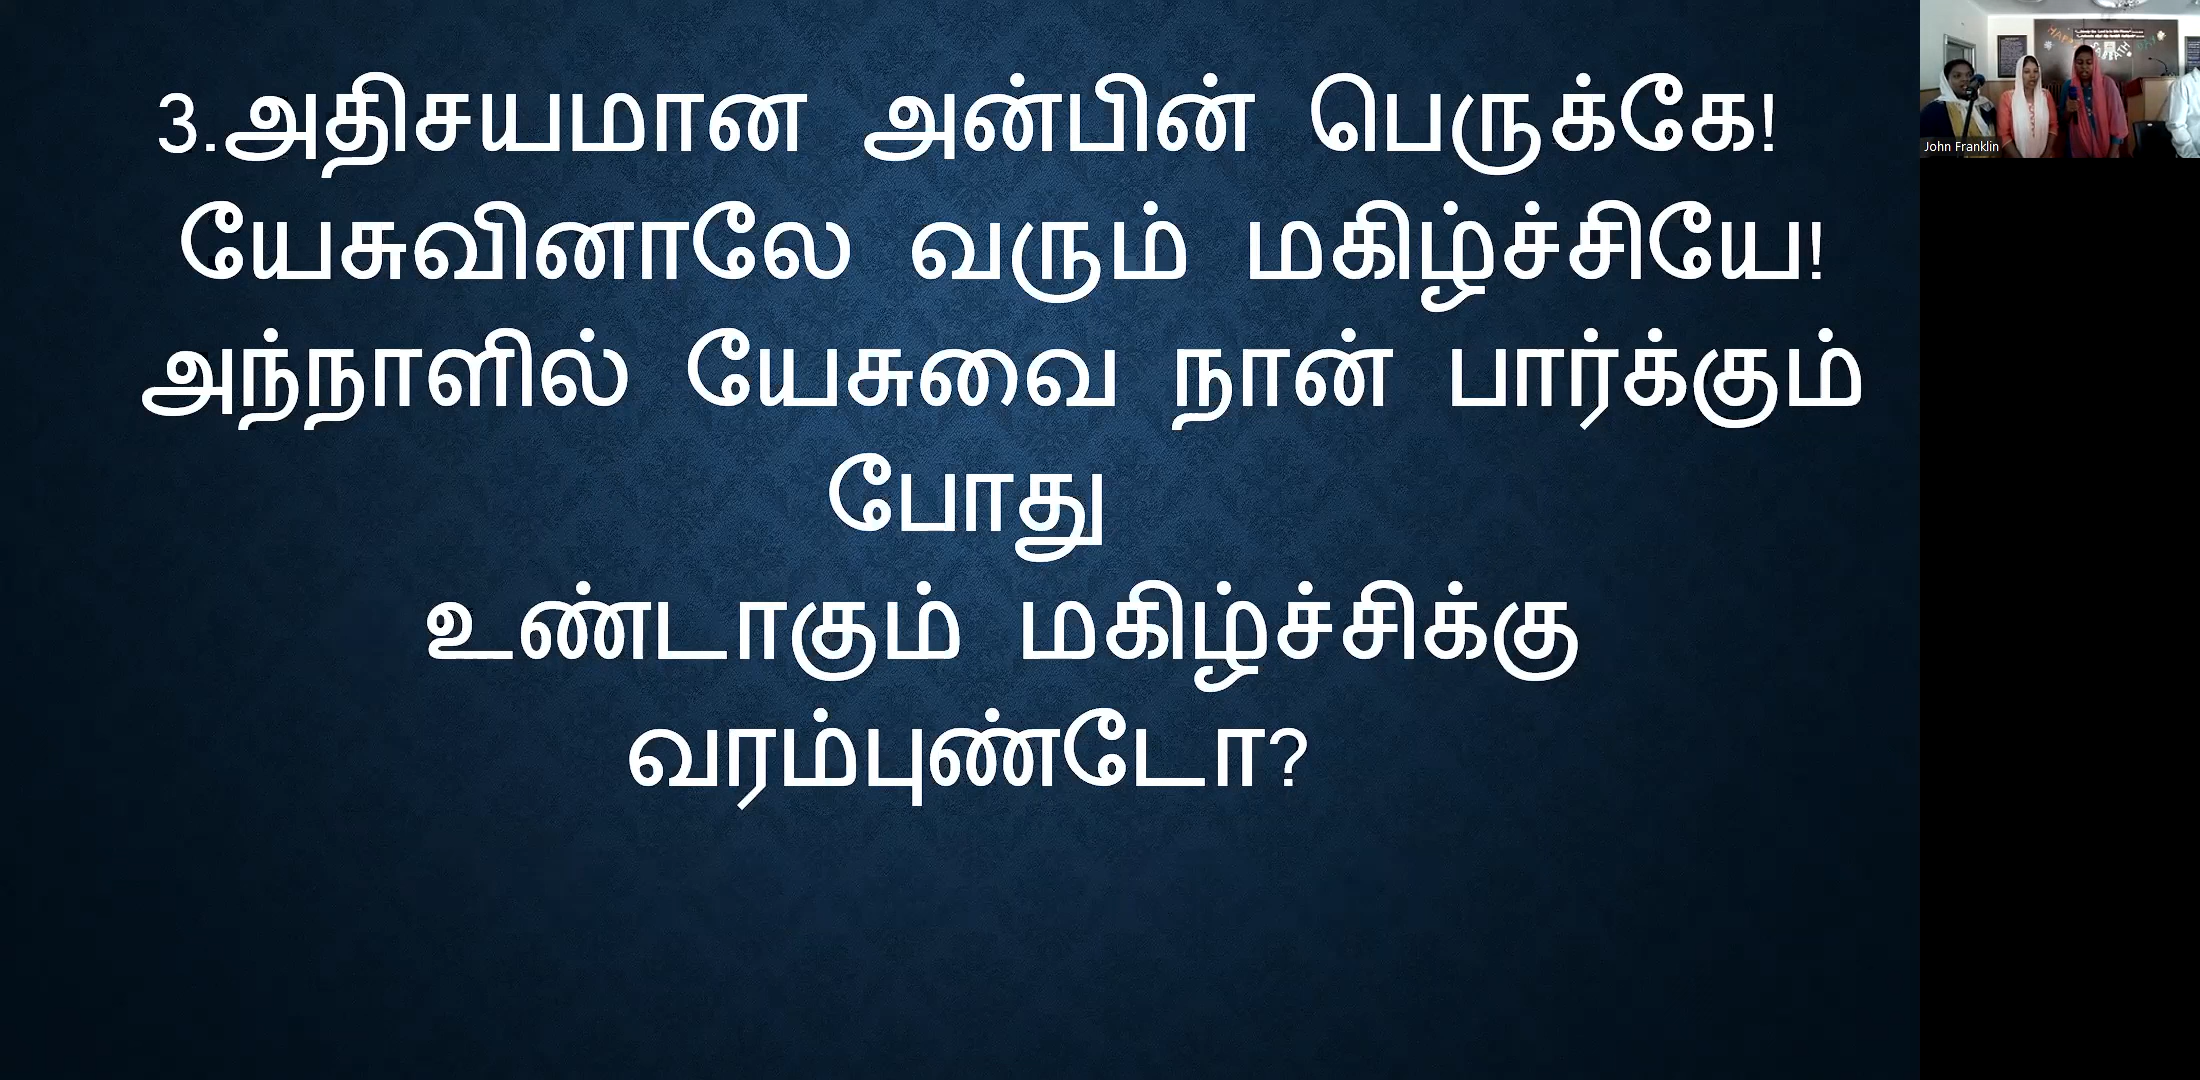 3.அதிசயமான அன்பின் பெருக்கே!
யேசுவினாலே வரும் மகிழ்ச்சியே!
அந்நாளில் யேசுவை நான் பார்க்கும்
போது
உண்டாகும் மகிழ்ச்சிக்கு
வரம்புண்டோ?
John Franklin